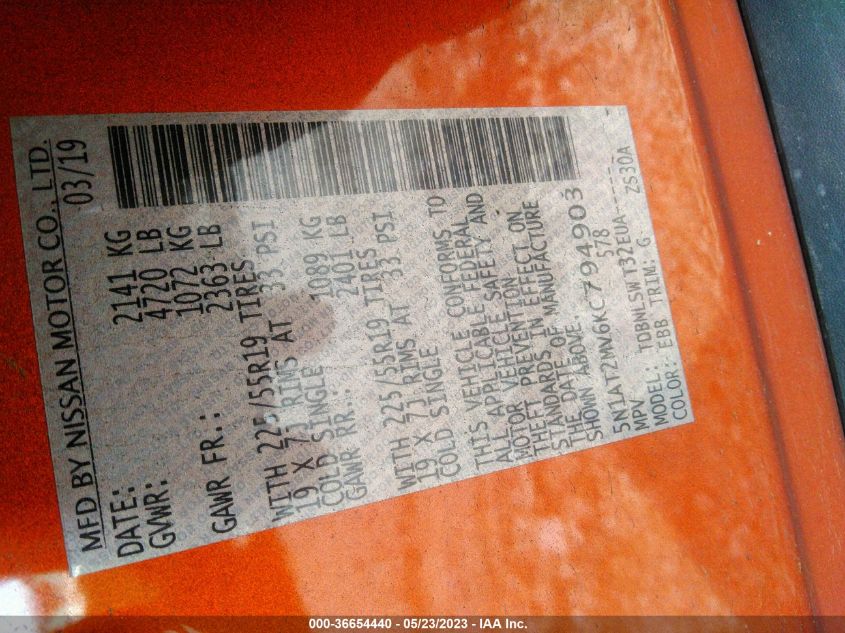 MFD BY NISSAN MOTOR CO., LTD.
DATE: 03/19
GVWR: 2141 KG
4720 LB
GAWR FR.: 1072 KG
2363 LB
WITH 225/55R19 TIRES
19 X 7J RIMS AT 33 PSI
COLD SINGLE
GAWR RR.: 1089 KG
2401 LB
WITH 225/55R19 TIRES
19 X 7J RIMS AT 33 PSI
COLD SINGLE
THIS VEHICLE CONFORMS TO
ALL APPLICABLE FEDERAL
MOTOR VEHICLE SAFETY AND
THEFT PREVENTION
STANDARDS IN EFFECT ON
THE DATE OF MANUFACTURE
SHOWN ABOVE.
5N1AT2MV6KC794903
MPV 578
MODEL: TDBNLSWT32EUA------
COLOR: EBB TRIM: G ZS30A
000-36654440 - 05/23/2023 - IAA Inc.